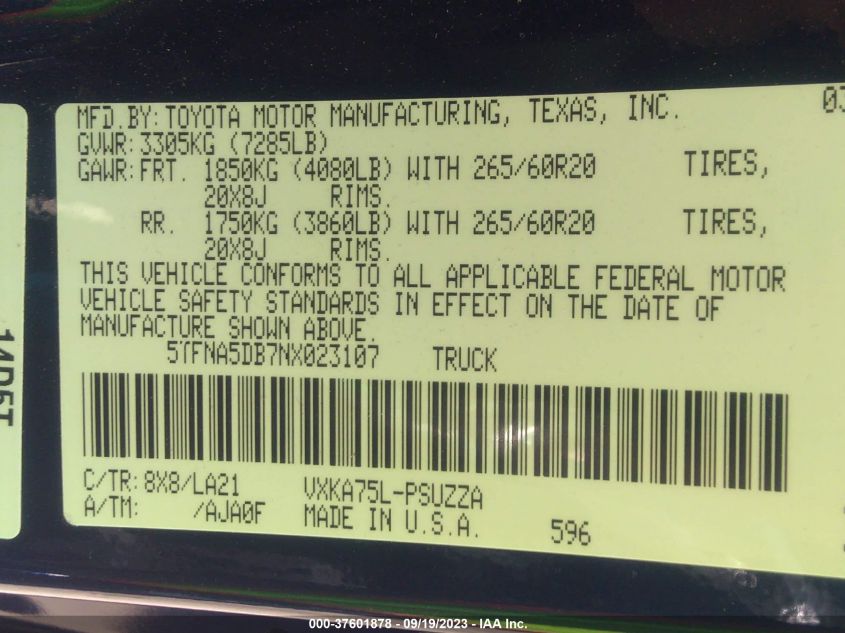 MFD.BY: TOYOTA MOTOR MANUFACTURING, TEXAS, INC. 03
GVWR: 3305KG (7285LB)
GAWR: FRT. 1850KG (4080LB) WITH 265/60R20 TIRES,
20X8J RIMS.
RR. 1750KG (3860LB) WITH 265/60R20 TIRES,
20X8J RIMS.
THIS VEHICLE CONFORMS TO ALL APPLICABLE FEDERAL MOTOR
VEHICLE SAFETY STANDARDS IN EFFECT ON THE DATE OF
MANUFACTURE SHOWN ABOVE.
5TFNA5DB7NX023107 TRUCK
C/TR: 8X8/LA21 VXKA75L-PSUZZA
A/TM: /AJA0F MADE IN U.S.A. 596
000-37601878 - 09/19/2023 - IAA Inc.